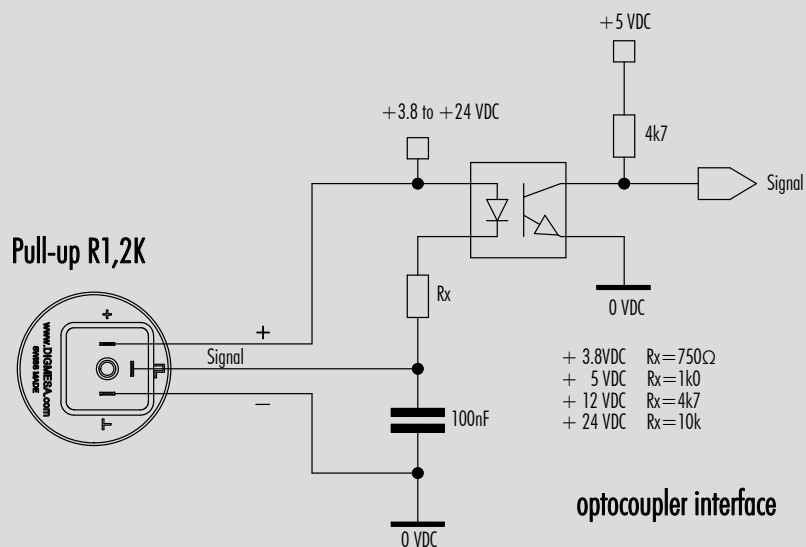 +5 VDC
+3.8 to +24 VDC
4k7
Signal
Pull-up R1,2K
Rx
0 VDC
+
www.DIGMESA.com
SWISS MADE
+
Signal
–
100nF
+ 3.8VDC Rx=750Ω
+ 5 VDC Rx=1k0
+ 12 VDC Rx=4k7
+ 24 VDC Rx=10k
optocoupler interface
0 VDC